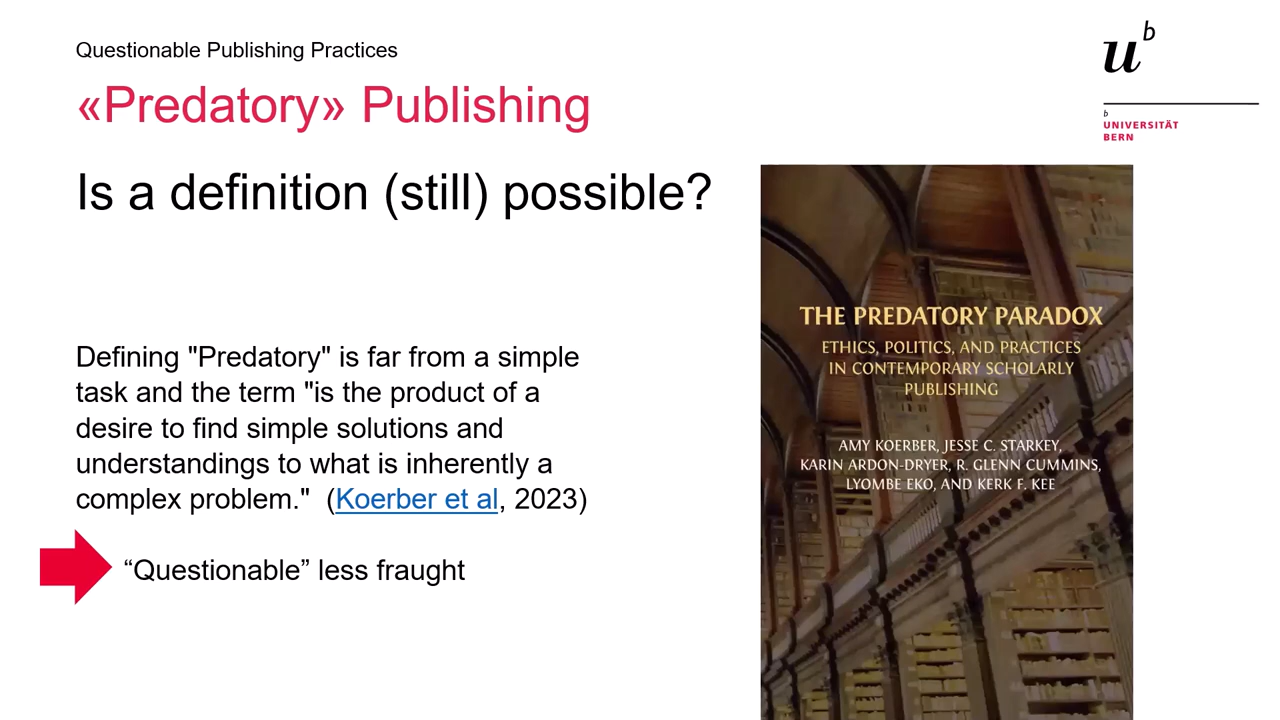 Questionable Publishing Practices
«Predatory» Publishing
Is a definition (still) possible?
Defining "Predatory" is far from a simple
task and the term "is the product of a
desire to find simple solutions and
understandings to what is inherently a
complex problem." (Koerber et al, 2023)
“Questionable” less fraught
u b
b
UNIVERSITÄT
BERN
THE PREDATORY PARADOX
ETHICS, POLITICS, AND PRACTICES
IN CONTEMPORARY SCHOLARLY
PUBLISHING
AMY KOERBER, JESSE C. STARKEY,
KARIN ARDON-DRYER, R. GLENN CUMMINS,
LYOMBE EKO, AND KERK F. KEE